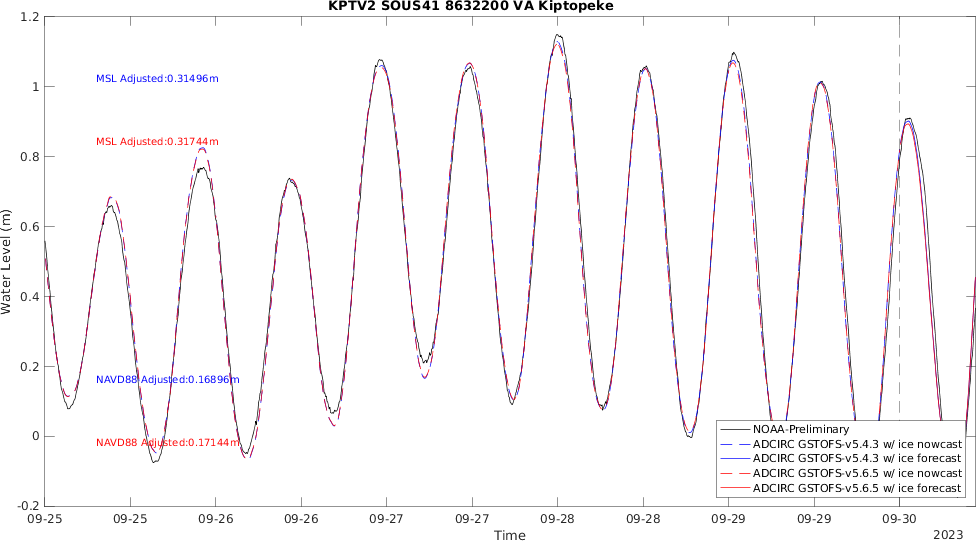 KPTV2 SOUS41 8632200 VA Kiptopeke
1.2
1
0.8
0.6
0.4
0.2
0
-0.2
Water Level (m)
MSL Adjusted:0.31496m
MSL Adjusted:0.31744m
NAVD88 Adjusted:0.16896m
NAVD88 Adjusted:0.17144m
NOAA-Preliminary
ADCIRC GSTOFS-v5.4.3 w/ ice nowcast
ADCIRC GSTOFS-v5.4.3 w/ ice forecast
ADCIRC GSTOFS-v5.6.5 w/ ice nowcast
ADCIRC GSTOFS-v5.6.5 w/ ice forecast
09-25 09-25 09-26 09-26 09-27 09-27 09-28 09-28 09-29 09-29 09-30
Time
2023